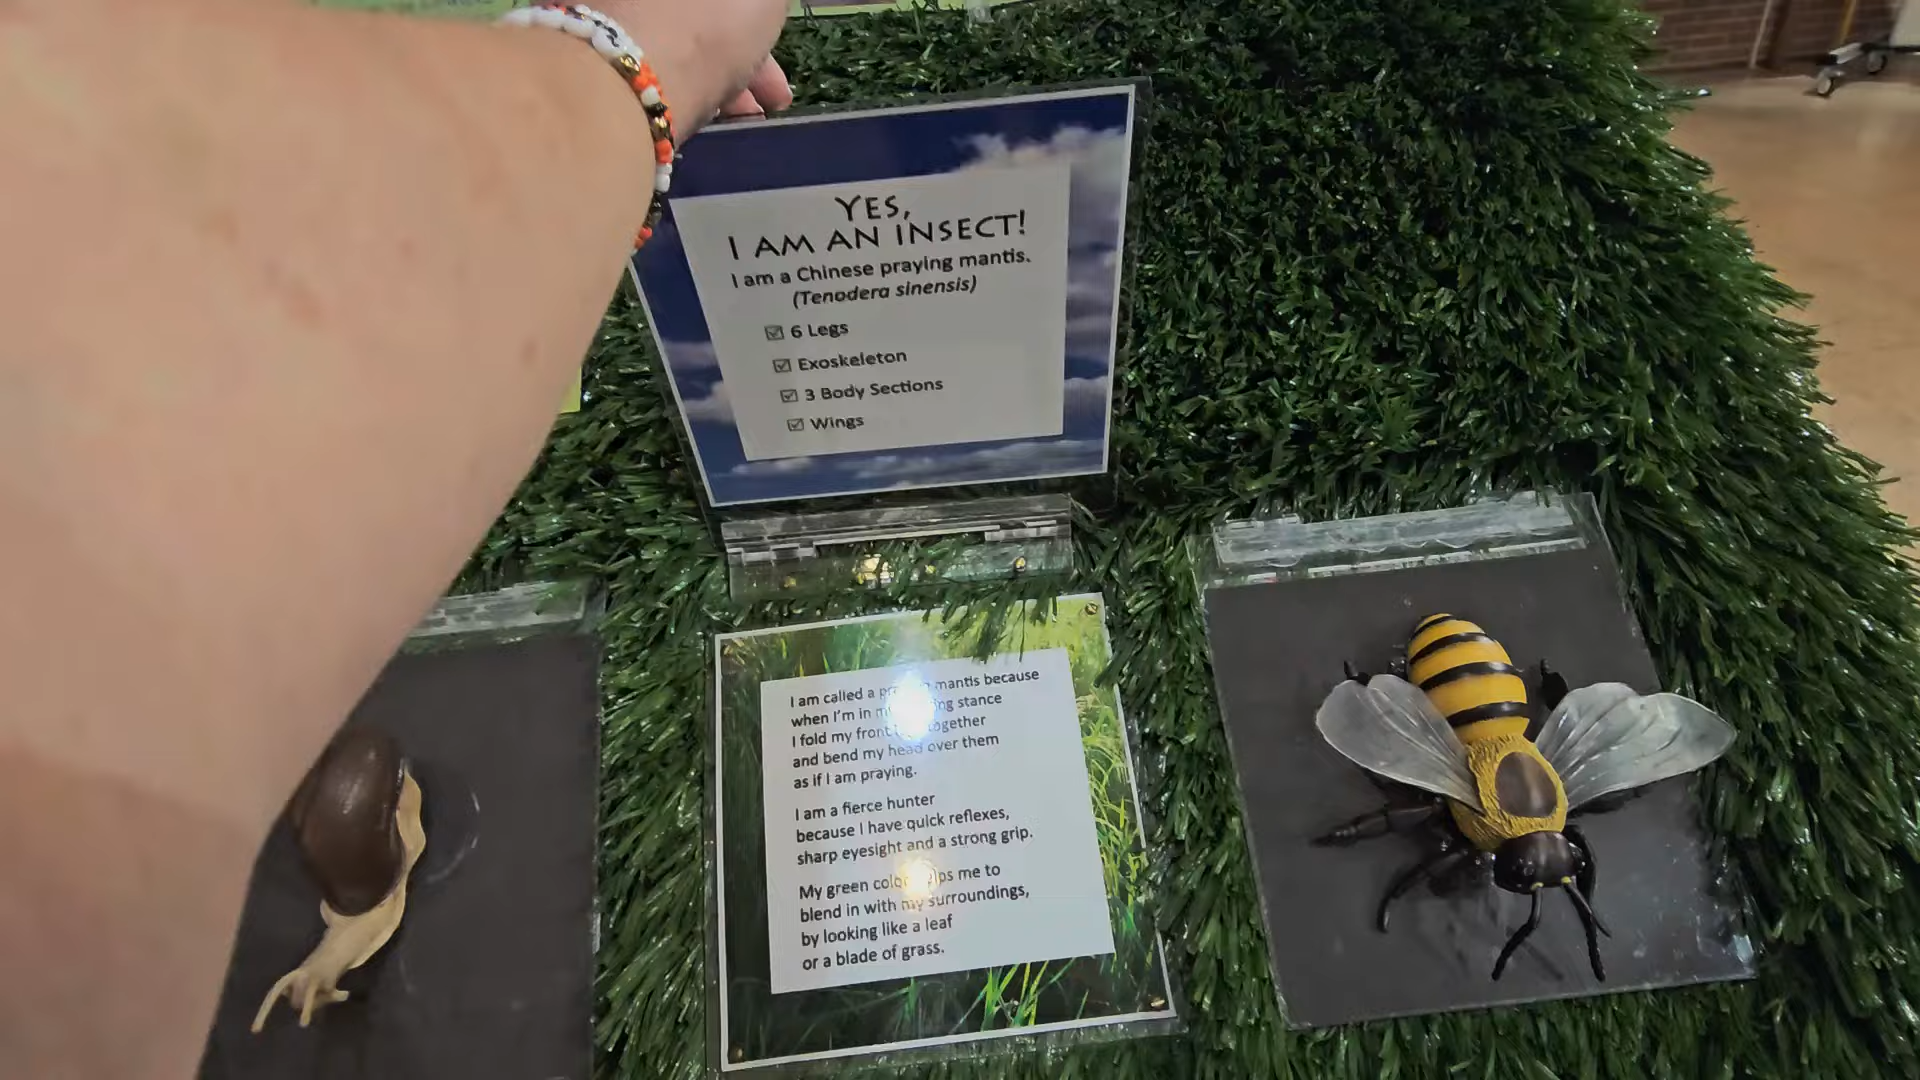 YES,
I AM AN INSECT!
I am a Chinese praying mantis.
(Tenodera sinensis)
☑ 6 Legs
☑ Exoskeleton
☑ 3 Body Sections
☑ Wings
I am called a mantis because
when I'm in stance
I fold my front together
and bend my head over them
as if I am praying.
I am a fierce hunter
because I have quick reflexes,
sharp eyesight and a strong grip.
My green me to
blend in with my surroundings,
by looking like a leaf
or a blade of grass.